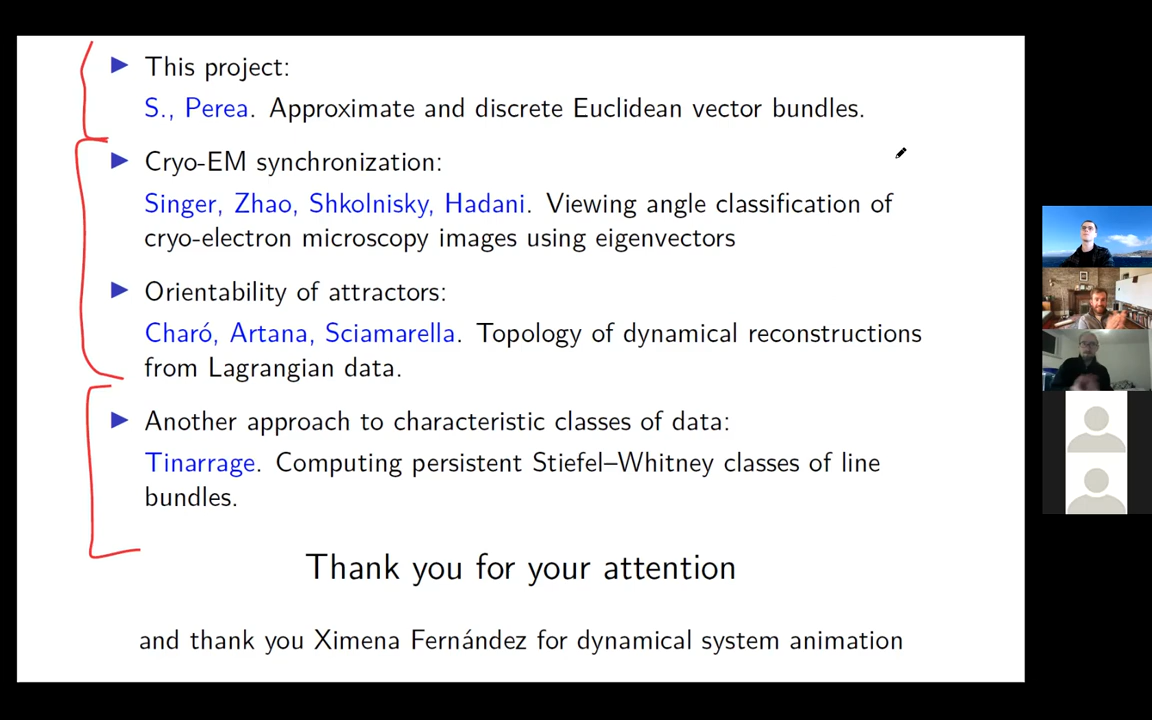 This project:
S., Perea. Approximate and discrete Euclidean vector bundles.
Cryo-EM synchronization:
Singer, Zhao, Shkolnisky, Hadani. Viewing angle classification of
cryo-electron microscopy images using eigenvectors
Orientability of attractors:
Charó, Artana, Sciamarella. Topology of dynamical reconstructions
from Lagrangian data.
Another approach to characteristic classes of data:
Tinarrage. Computing persistent Stiefel–Whitney classes of line
bundles.
Thank you for your attention
and thank you Ximena Fernández for dynamical system animation